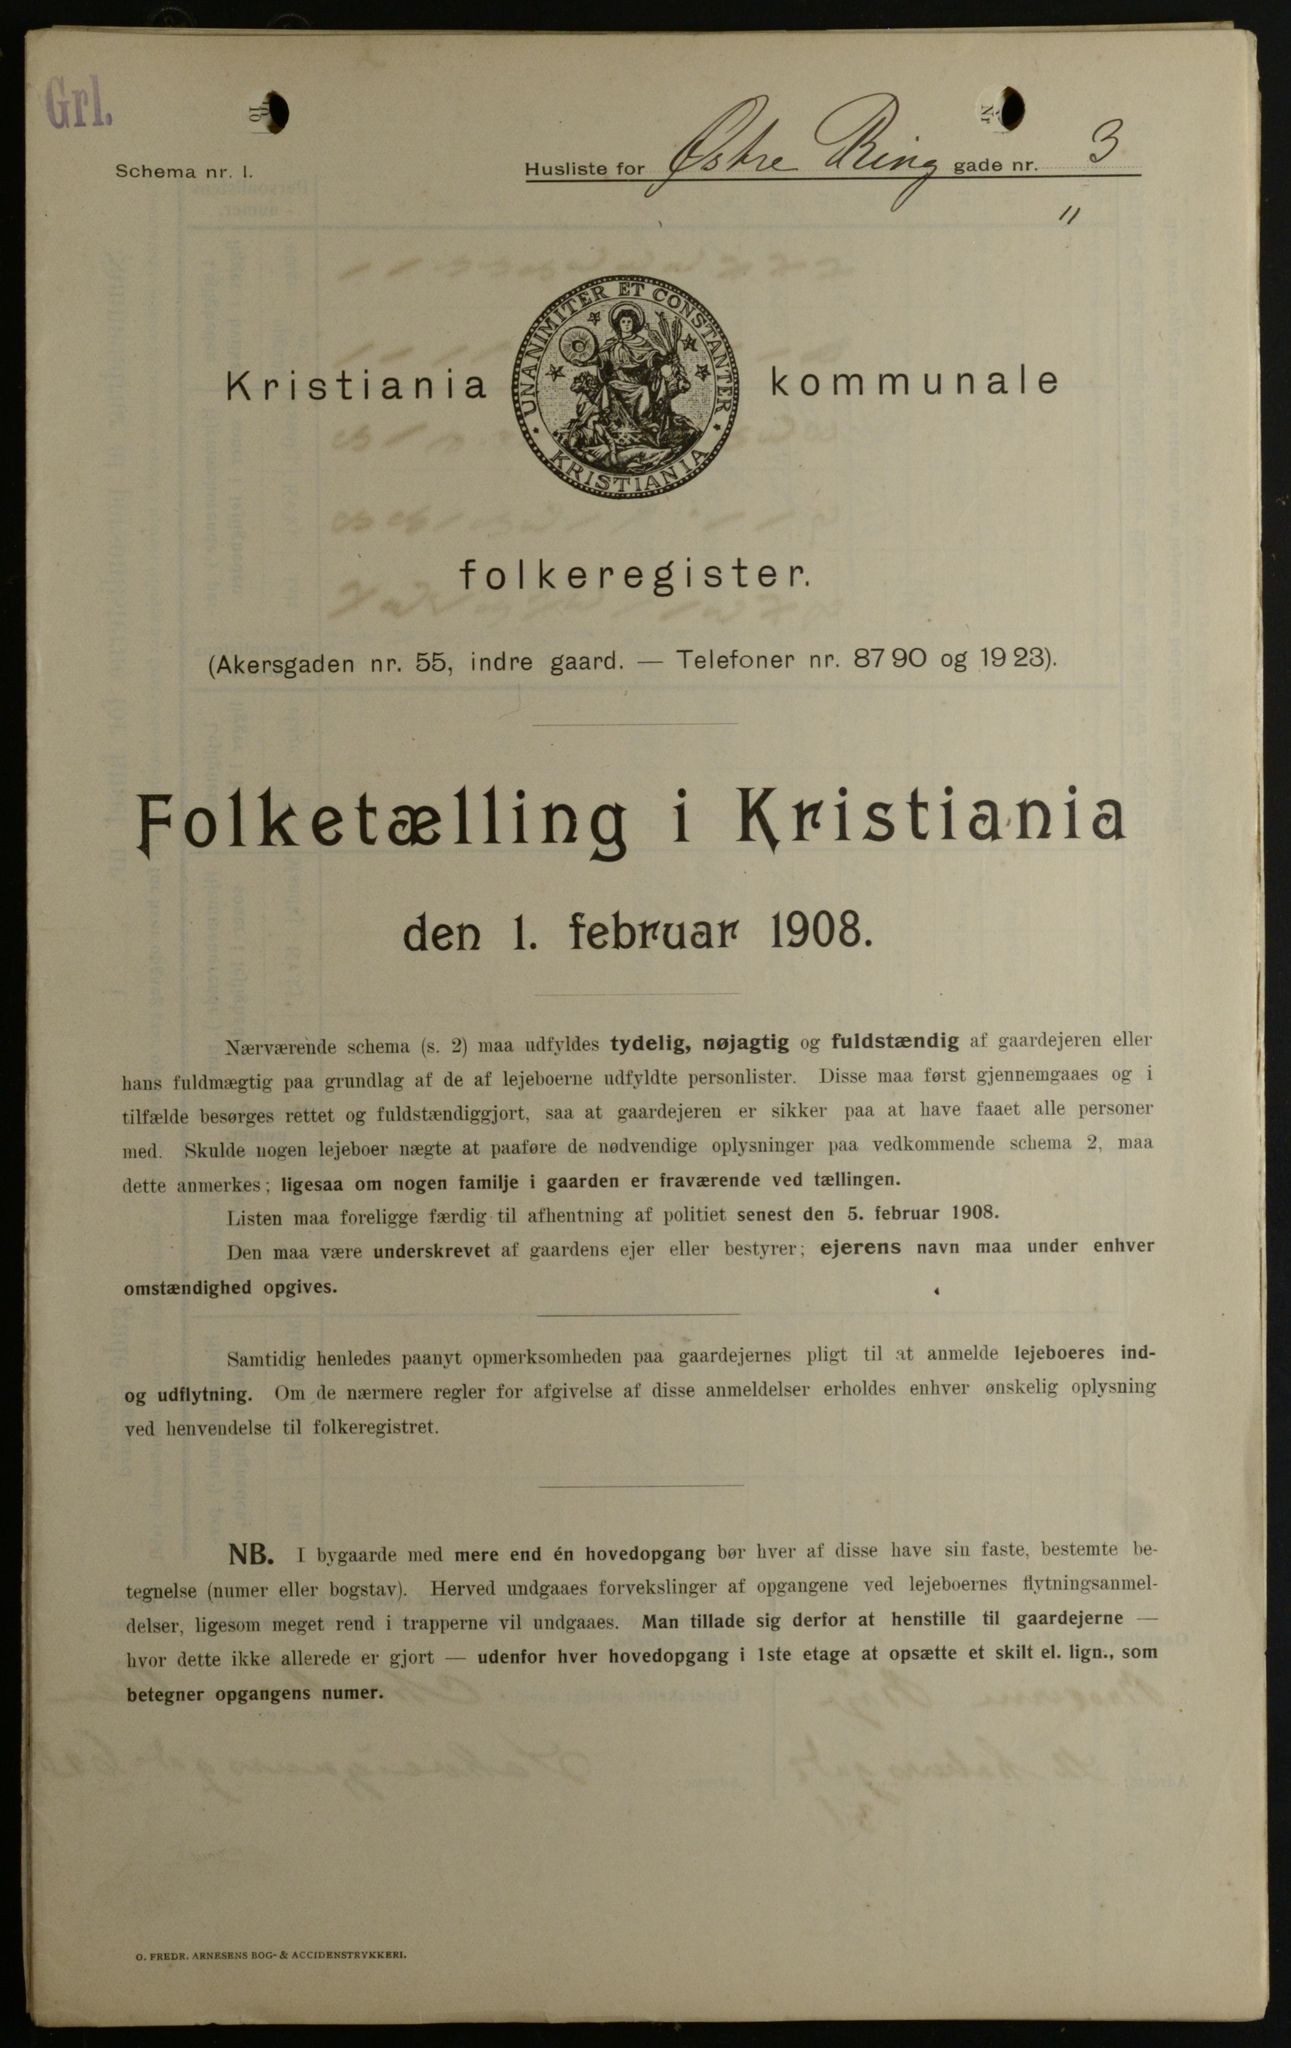 Grl.
Schema nr. 1.
Husliste for Østre Ring gade nr. 3
"
UNANIMITER ET CONSTANTER
KRISTIANIA
Kristiania kommunale
folkeregister.
(Akersgaden nr. 55, indre gaard. — Telefoner nr. 8790 og 1923).
Folketælling i Kristiania
den 1. februar 1908.
Nærværende schema (s. 2) maa udfyldes tydelig, nøjagtig og fuldstændig af gaardejeren eller
hans fuldmægtig paa grundlag af de af lejeboerne udfyldte personlister. Disse maa først gjennemgaaes og i
tilfælde besørges rettet og fuldstændiggjort, saa at gaardejeren er sikker paa at have faaet alle personer
med. Skulde nogen lejeboer nægte at paaføre de nødvendige oplysninger paa vedkommende schema 2, maa
dette anmerkes; ligesaa om nogen familje i gaarden er fraværende ved tællingen.
Listen maa foreligge færdig til afhentning af politiet senest den 5. februar 1908.
Den maa være underskrevet af gaardens ejer eller bestyrer; ejerens navn maa under enhver
omstændighed opgives.
Samtidig henledes paanyt opmerksomheden paa gaardejernes pligt til at anmelde lejeboeres ind-
og udflytning. Om de nærmere regler for afgivelse af disse anmeldelser erholdes enhver ønskelig oplysning
ved henvendelse til folkeregistret.
NB. I bygaarde med mere end én hovedopgang bør hver af disse have sin faste, bestemte be-
tegnelse (numer eller bogstav). Herved undgaaes forvekslinger af opgangene ved lejeboernes flytningsanmel-
delser, ligesom meget rend i trapperne vil undgaaes. Man tillade sig derfor at henstille til gaardejerne —
hvor dette ikke allerede er gjort — udenfor hver hovedopgang i 1ste etage at opsætte et skilt el. lign., som
betegner opgangens numer.
O. FREDR. ARNESENS BOG- & ACCIDENSTRYKKERI.